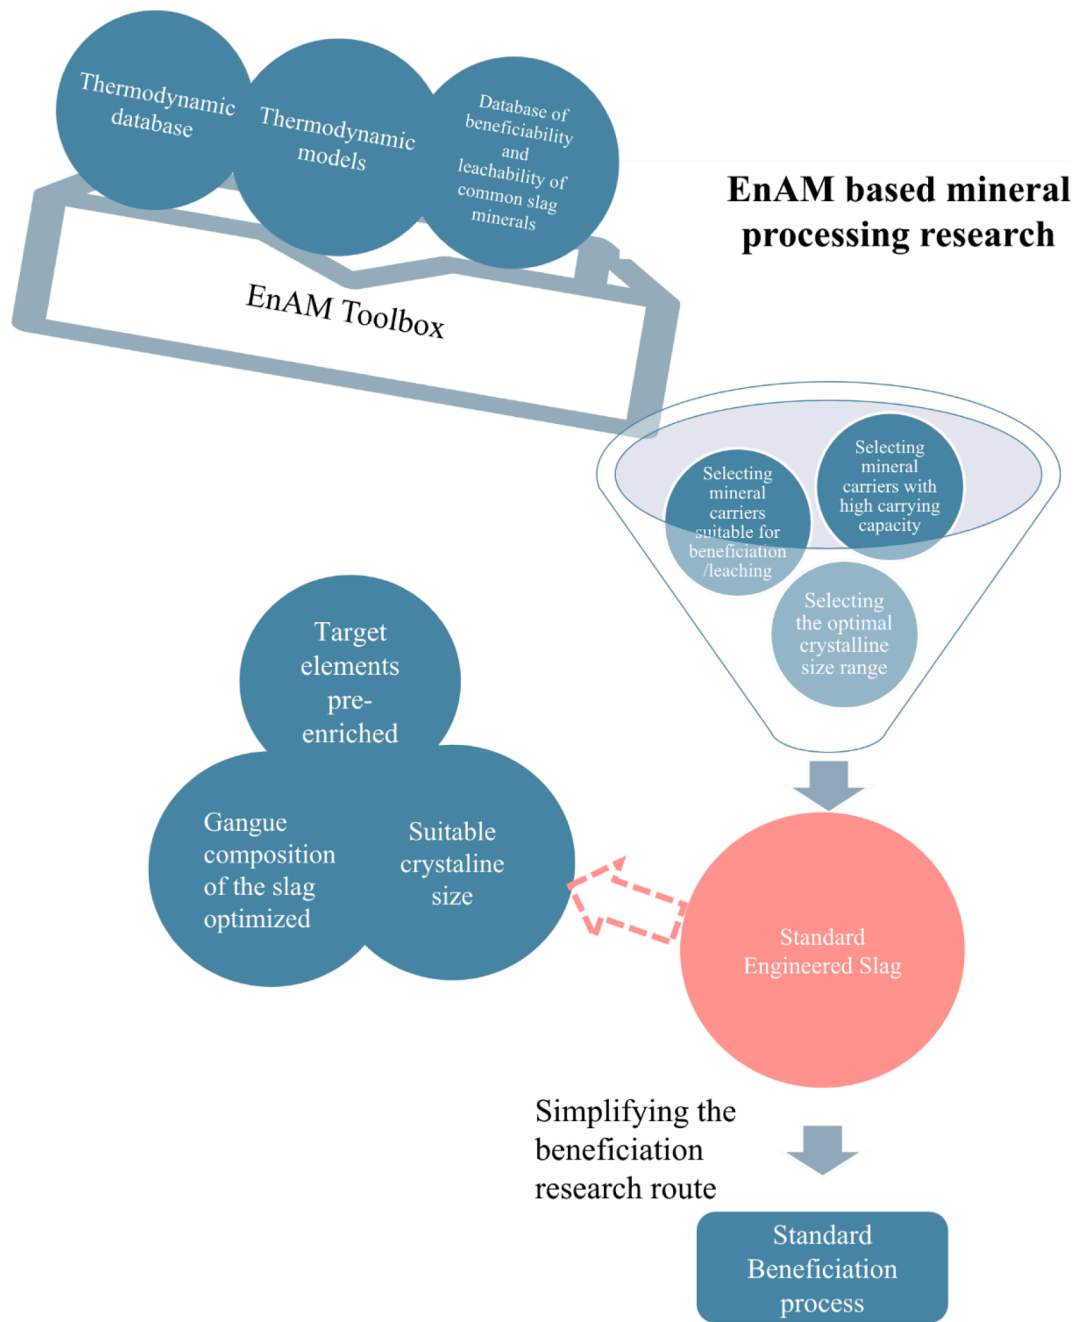 Thermodynamic
database
Thermodynamic
models
Database of
beneficiability
and
leachability of
common slag
minerals
EnAM Toolbox
EnAM based mineral
processing research
Selecting
mineral
carriers
suitable for
beneficiation
/leaching
Selecting
mineral
carriers with
high carrying
capacity
Selecting
the optimal
crystalline
size range
Target
elements
pre-
enriched
Gangue
composition
of the slag
optimized
Suitable
crystaline
size
Standard
Engineered Slag
Simplifying the
beneficiation
research route
Standard
Beneficiation
process